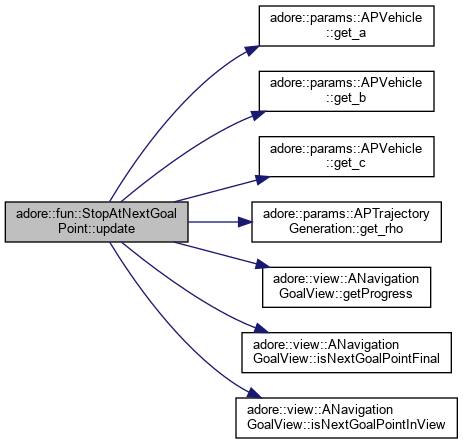 adore::params::APVehicle
::get_a
adore::params::APVehicle
::get_b
adore::params::APVehicle
::get_c
adore::fun::StopAtNextGoal
Point::update
adore::params::APTrajectory
Generation::get_rho
adore::view::ANavigation
GoalView::getProgress
adore::view::ANavigation
GoalView::isNextGoalPointFinal
adore::view::ANavigation
GoalView::isNextGoalPointInView